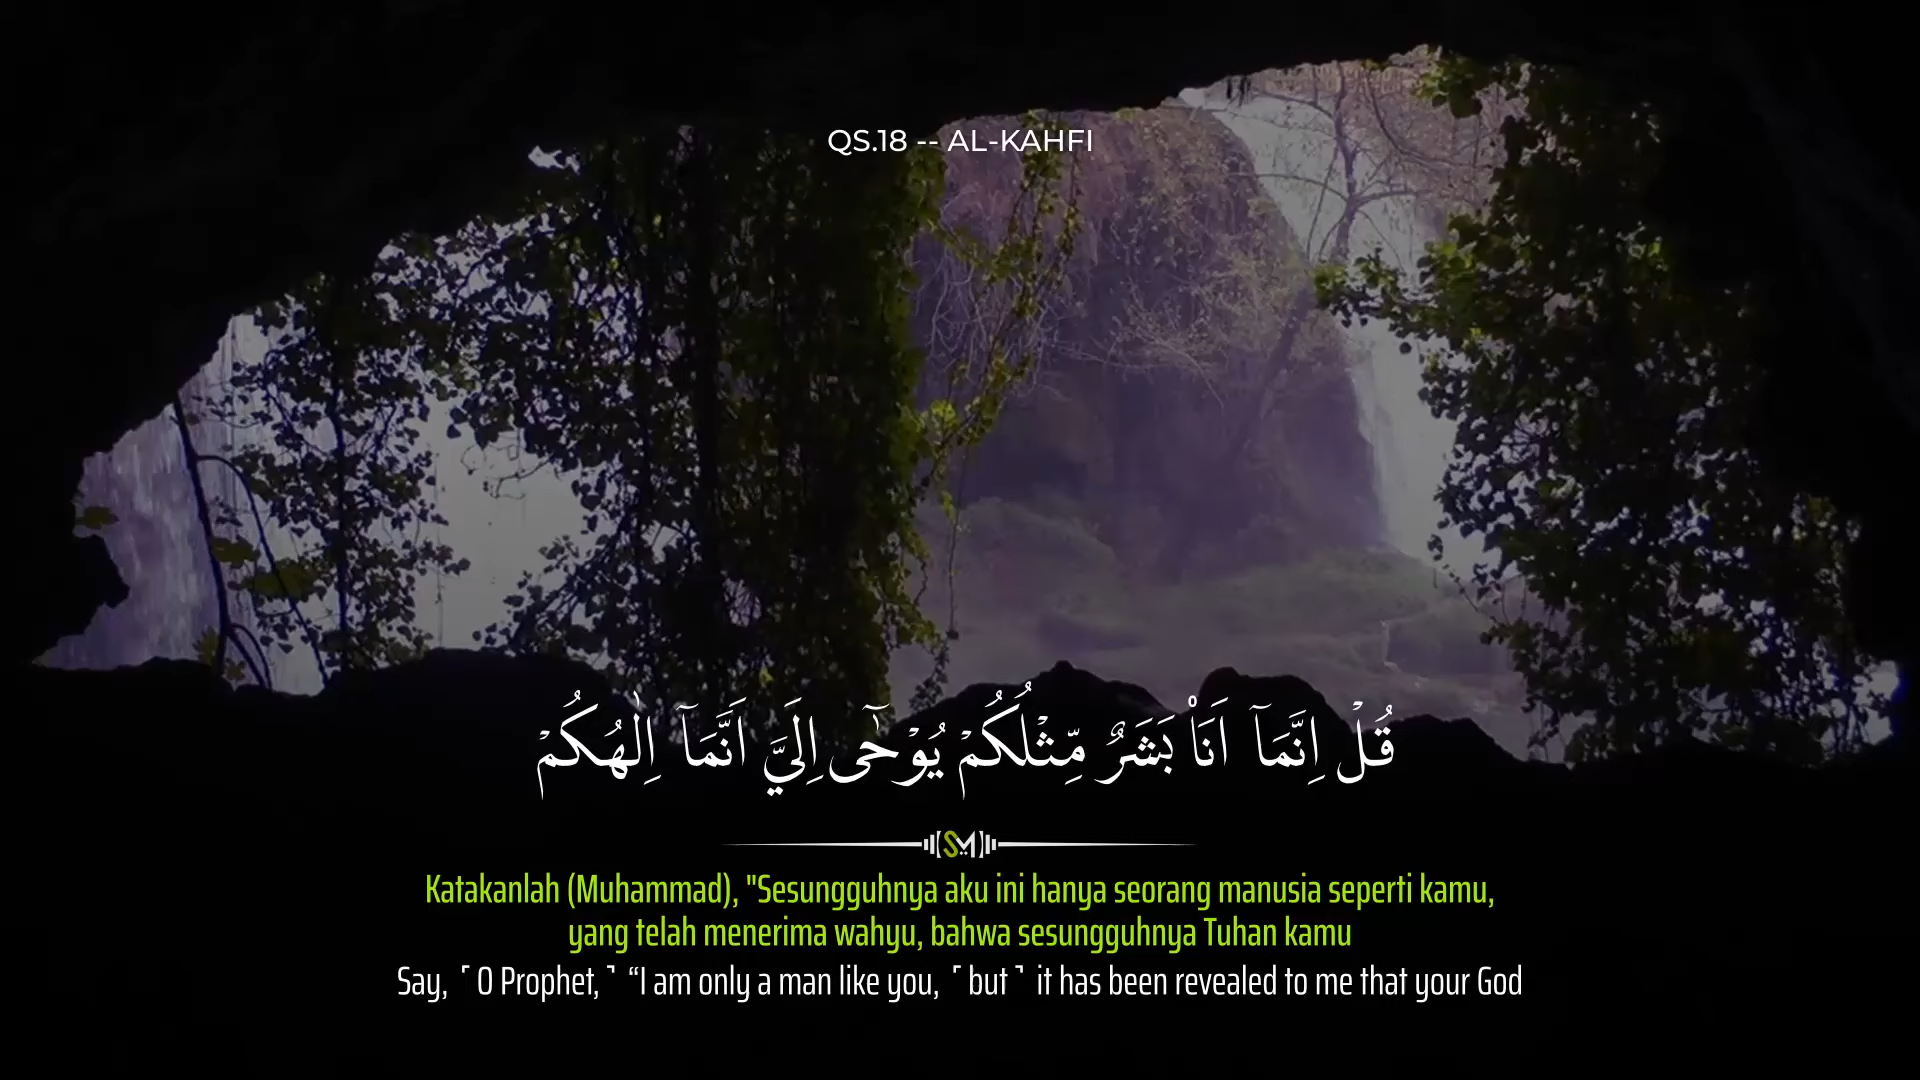 QS.18 -- AL-KAHFI
قُلْ اِنَّمَآ اَنَا۠ بَشَرٌ مِّثْلُكُمْ يُوْحٰٓى اِلَيَّ اَنَّمَآ اِلٰهُكُمْ
SM
Katakanlah (Muhammad), "Sesungguhnya aku ini hanya seorang manusia seperti kamu,
yang telah menerima wahyu, bahwa sesungguhnya Tuhan kamu
Say, ˹O Prophet,˺ “I am only a man like you, ˹but˺ it has been revealed to me that your God